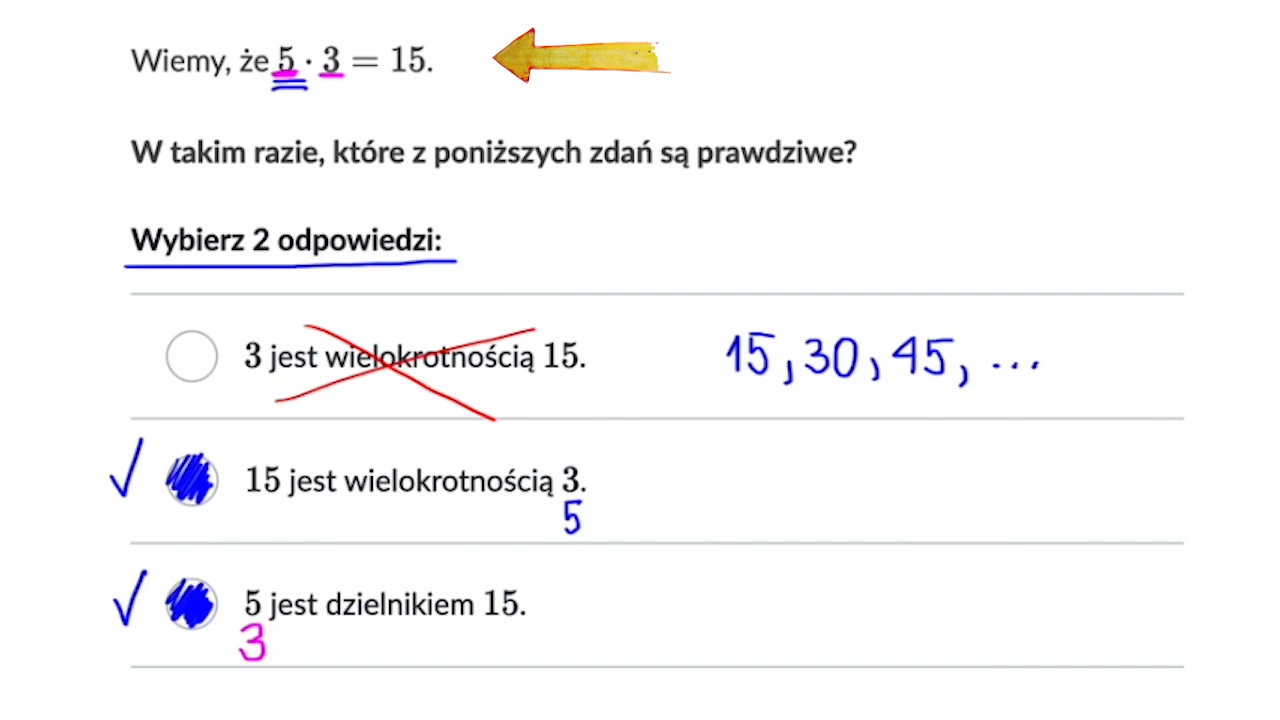 Wiemy, że 5 · 3 = 15.
W takim razie, które z poniższych zdań są prawdziwe?
Wybierz 2 odpowiedzi:
3 jest wielokrotnością 15.
15, 30, 45, ...
15 jest wielokrotnością 3.
5
5 jest dzielnikiem 15.
3